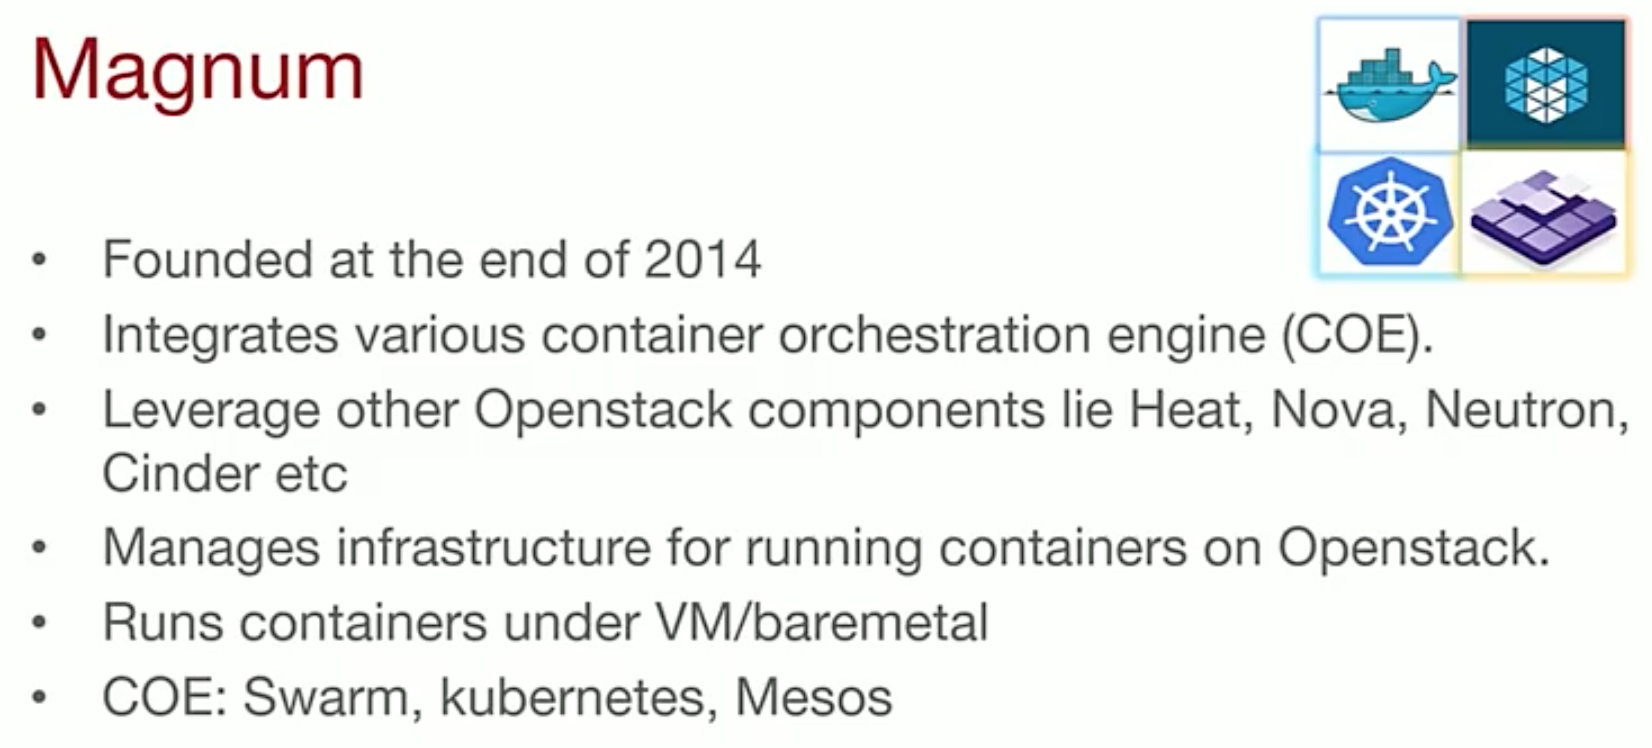 Magnum
• Founded at the end of 2014
• Integrates various container orchestration engine (COE).
• Leverage other Openstack components lie Heat, Nova, Neutron,
Cinder etc
• Manages infrastructure for running containers on Openstack.
• Runs containers under VM/baremetal
• COE: Swarm, kubernetes, Mesos